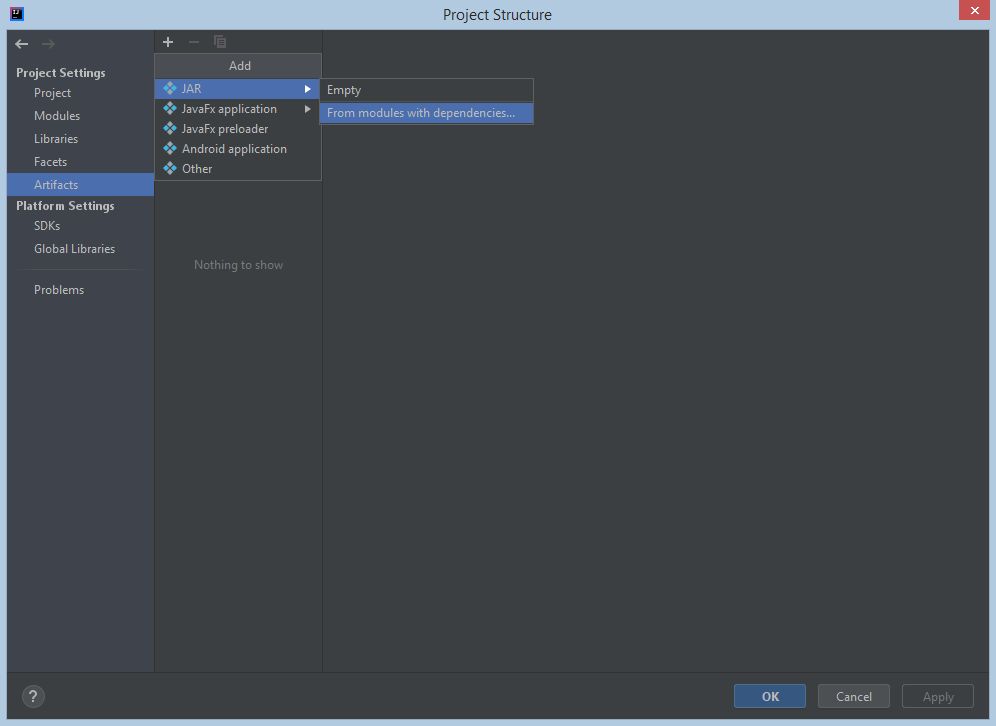 Project Structure
Project Settings
Project
Modules
Libraries
Facets
Artifacts
Platform Settings
SDKs
Global Libraries
Problems
Add
JAR
JavaFx application
JavaFx preloader
Android application
Other
Empty
From modules with dependencies...
Nothing to show
?
OK
Cancel
Apply